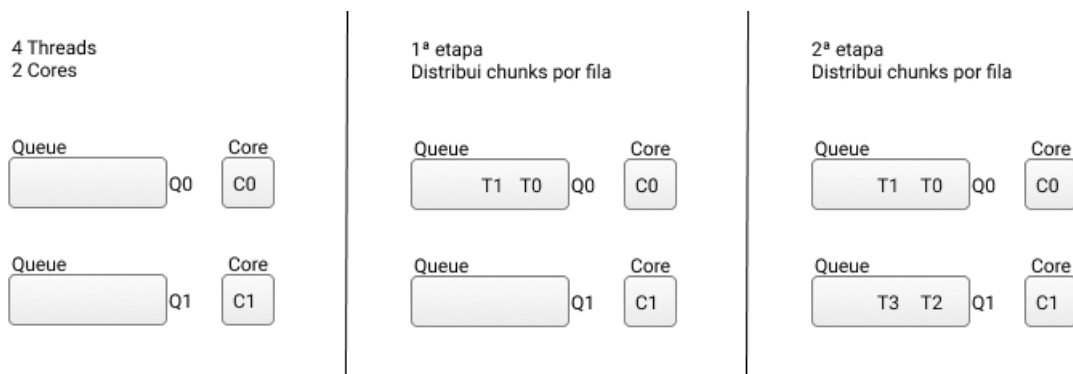 4 Threads
2 Cores
Queue
Core
Q0
C0
Queue
Core
Q1
C1
1ª etapa
Distribui chunks por fila
Queue
Core
T1 T0
Q0
C0
Queue
Core
Q1
C1
2ª etapa
Distribui chunks por fila
Queue
Core
T1 T0
Q0
C0
Queue
Core
T3 T2
Q1
C1